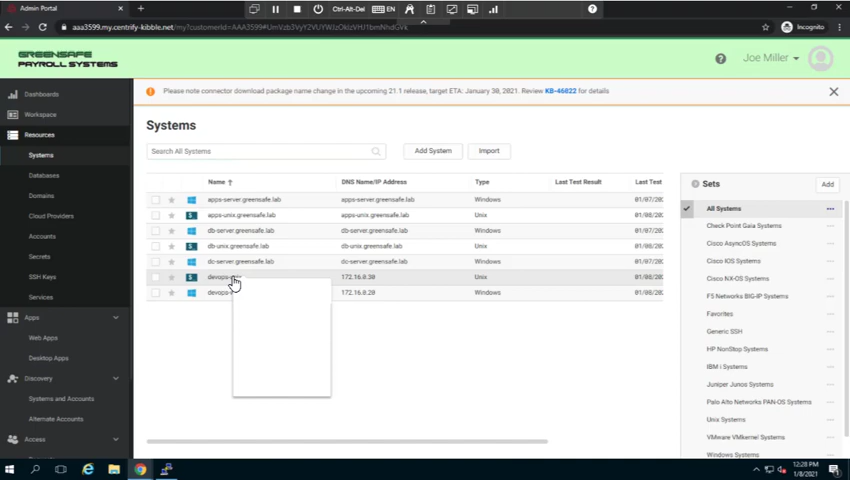 Admin Portal
Ctrl-Alt-Del
EN
aaa3599.my.centrify-kibble.net/my?customerId=AAA3599#UmVzb3VyY2VUYWJsZXJzOklzVHJ1bmNhdGVk
Incognito
GREENSAFE
PAYROLL SYSTEMS
Joe Miller
Dashboards
Workspace
Resources
Systems
Databases
Domains
Cloud Providers
Accounts
Secrets
SSH Keys
Services
Apps
Web Apps
Desktop Apps
Discovery
Systems and Accounts
Alternate Accounts
Access
Please note connector download package name change in the upcoming 21.1 release, target ETA: January 30, 2021. Review KB-46822 for details
Systems
Search All Systems
Add System
Import
Name DNS Name/IP Address Type Last Test Result Last Test
apps-server.greensafe.lab apps-server.greensafe.lab Windows 01/07/202
apps-unix.greensafe.lab apps-unix.greensafe.lab Unix 01/08/202
db-server.greensafe.lab db-server.greensafe.lab Windows 01/07/202
db-unix.greensafe.lab db-unix.greensafe.lab Unix 01/08/202
dc-server.greensafe.lab dc-server.greensafe.lab Windows 01/08/202
172.16.0.30 Unix 01/08/202
172.16.0.20 Windows 01/08/202
Sets
Add
All Systems
Check Point Gaia Systems
Cisco AsyncOS Systems
Cisco IOS Systems
Cisco NX-OS Systems
F5 Networks BIG-IP Systems
Favorites
Generic SSH
HP NonStop Systems
IBM i Systems
Juniper Junos Systems
Palo Alto Networks PAN-OS Systems
Unix Systems
VMware VMkernel Systems
Windows Systems
12:28 PM
1/8/2021